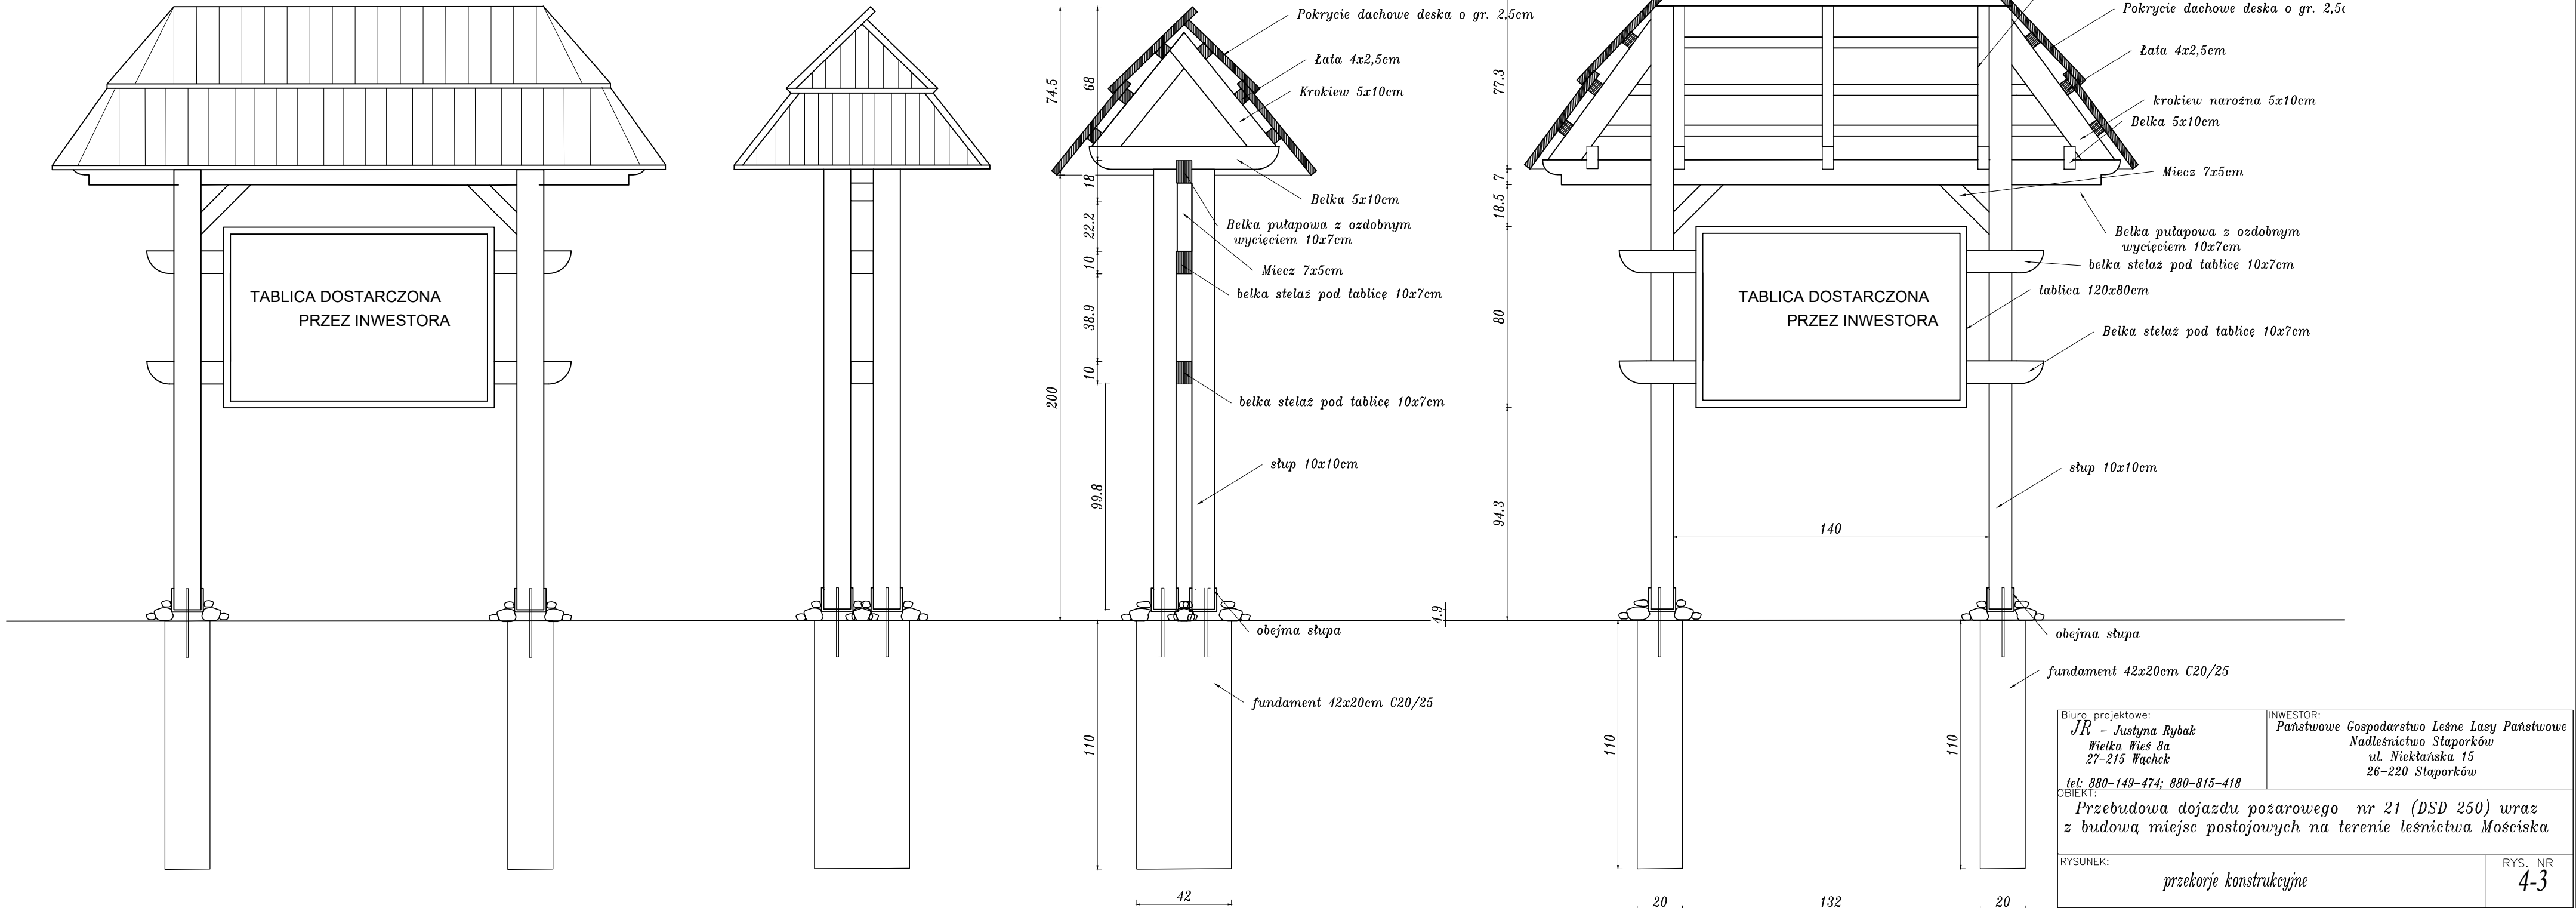 TABLICA DOSTARCZONA
PRZEZ INWESTORA
74.5
68
200
18
22.2
10
38.9
10
99.8
110
42
Pokrycie dachowe deska o gr. 2,5cm
Łata 4x2,5cm
Krokiew 5x10cm
Belka 5x10cm
Belka pułapowa z ozdobnym
wycięciem 10x7cm
Miecz 7x5cm
belka stelaż pod tablicę 10x7cm
belka stelaż pod tablicę 10x7cm
słup 10x10cm
obejma słupa
fundament 42x20cm C20/25
4.9
77.3
7
18.5
80
94.3
110
TABLICA DOSTARCZONA
PRZEZ INWESTORA
140
110
20
132
20
Pokrycie dachowe deska o gr. 2,5
Łata 4x2,5cm
krokiew narożna 5x10cm
Belka 5x10cm
Miecz 7x5cm
Belka pułapowa z ozdobnym
wycięciem 10x7cm
belka stelaż pod tablicę 10x7cm
tablica 120x80cm
Belka stelaż pod tablicę 10x7cm
słup 10x10cm
obejma słupa
fundament 42x20cm C20/25
Biuro projektowe:
JR - Justyna Rybak
Wielka Wieś 8a
27-215 Wąchck
tel: 880-149-474; 880-815-418
INWESTOR:
Państwowe Gospodarstwo Leśne Lasy Państwowe
Nadleśnictwo Stąporków
ul. Niekłańska 15
26-220 Stąporków
OBIEKT:
Przebudowa dojazdu pożarowego nr 21 (DSD 250) wraz
z budową miejsc postojowych na terenie leśnictwa Mościska
RYSUNEK:
przekorje konstrukcyjne
RYS. NR
4-3